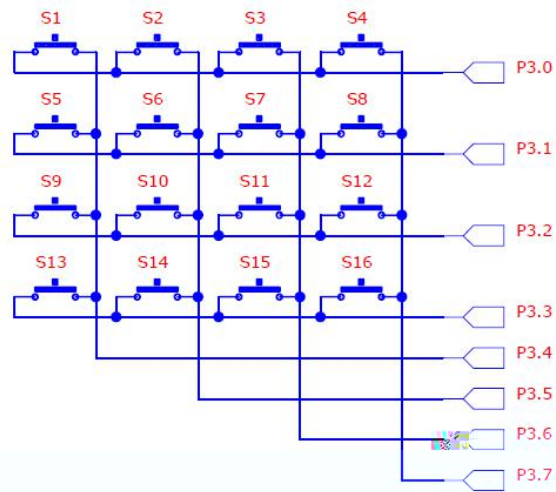 S1 S2 S3 S4
P3.0
S5 S6 S7 S8
P3.1
S9 S10 S11 S12
P3.2
S13 S14 S15 S16
P3.3
P3.4
P3.5
P3.6
P3.7